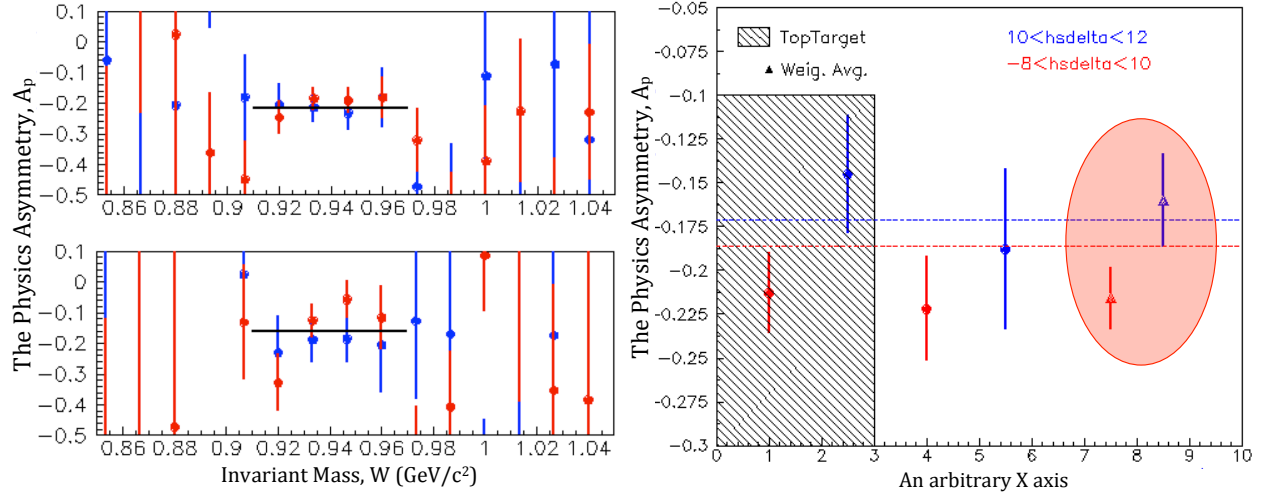 The Physics Asymmetry, Aₚ
0.1
0
−0.1
−0.2
−0.3
−0.4
−0.5
0.86 0.88 0.9 0.92 0.94 0.96 0.98 1 1.02 1.04
0.1
0
−0.1
−0.2
−0.3
−0.4
−0.5
0.86 0.88 0.9 0.92 0.94 0.96 0.98 1 1.02 1.04
Invariant Mass, W (GeV/c²)
The Physics Asymmetry, Aₚ
-0.05
-0.075
-0.1
-0.125
-0.15
-0.175
-0.2
-0.225
-0.25
-0.275
-0.3
TopTarget
Weig. Avg.
10<hsdelta<12
−8<hsdelta<10
0 1 2 3 4 5 6 7 8 9 10
An arbitrary X axis